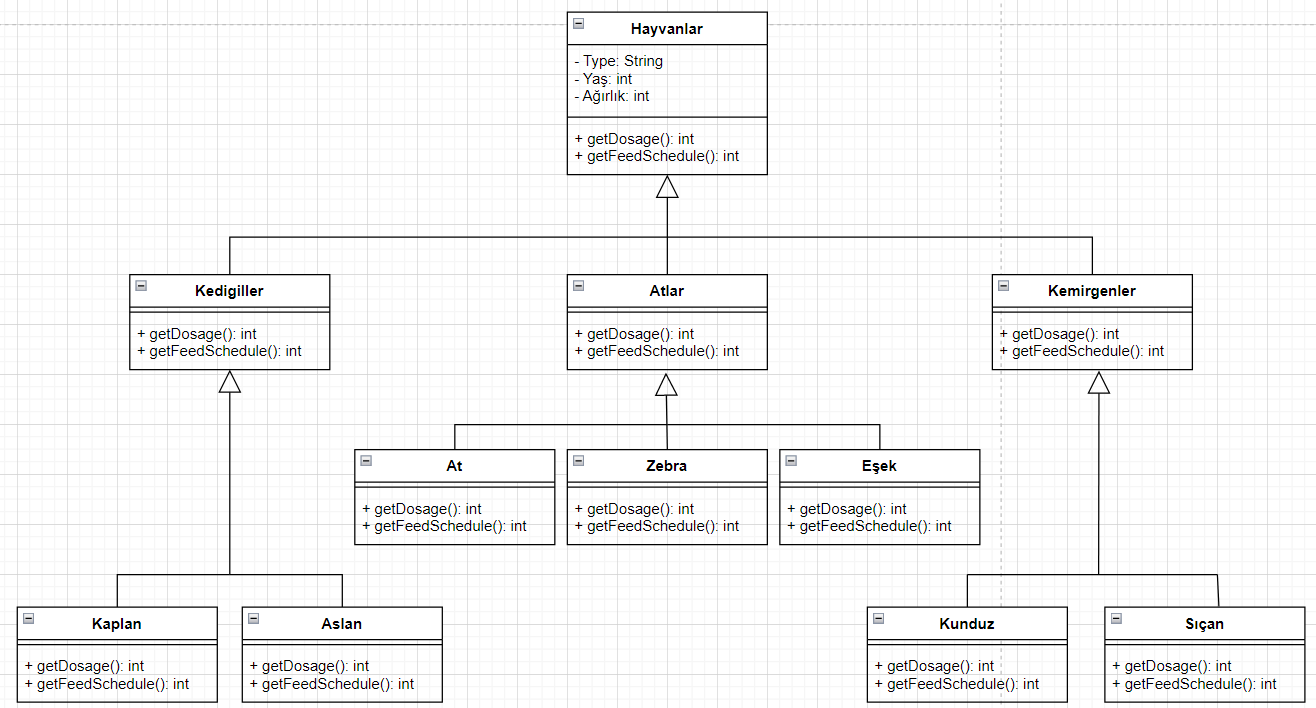 Hayvanlar
- Type: String
- Yaş: int
- Ağırlık: int
+ getDosage(): int
+ getFeedSchedule(): int
Kedigiller
+ getDosage(): int
+ getFeedSchedule(): int
Atlar
+ getDosage(): int
+ getFeedSchedule(): int
Kemirgenler
+ getDosage(): int
+ getFeedSchedule(): int
At
+ getDosage(): int
+ getFeedSchedule(): int
Zebra
+ getDosage(): int
+ getFeedSchedule(): int
Eşek
+ getDosage(): int
+ getFeedSchedule(): int
Kaplan
+ getDosage(): int
+ getFeedSchedule(): int
Aslan
+ getDosage(): int
+ getFeedSchedule(): int
Kunduz
+ getDosage(): int
+ getFeedSchedule(): int
Sıçan
+ getDosage(): int
+ getFeedSchedule(): int